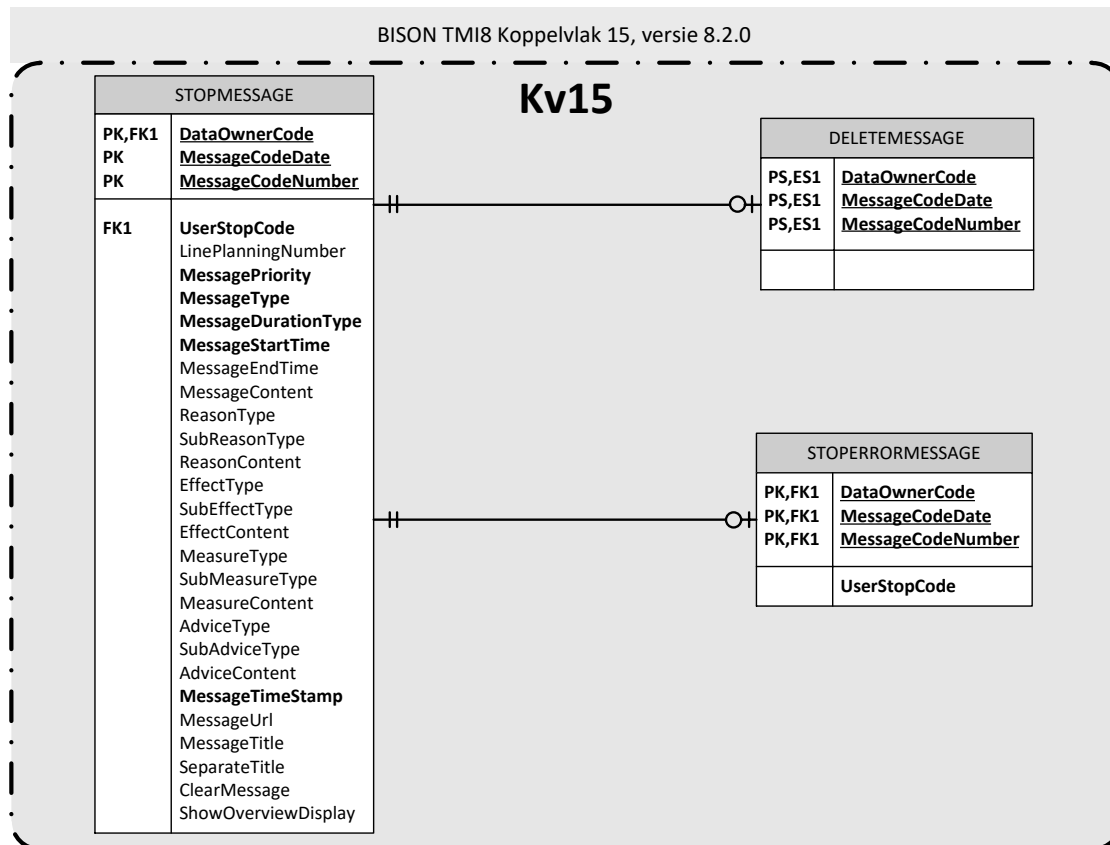 BISON TMI8 Koppelvlak 15, versie 8.2.0
Kv15
STOPMESSAGE
PK,FK1 DataOwnerCode
PK MessageCodeDate
PK MessageCodeNumber
FK1 UserStopCode
LinePlanningNumber
MessagePriority
MessageType
MessageDurationType
MessageStartTime
MessageEndTime
MessageContent
ReasonType
SubReasonType
ReasonContent
EffectType
SubEffectType
EffectContent
MeasureType
SubMeasureType
MeasureContent
AdviceType
SubAdviceType
AdviceContent
MessageTimeStamp
MessageUrl
MessageTitle
SeparateTitle
ClearMessage
ShowOverviewDisplay
DELETEMESSAGE
PS,ES1 DataOwnerCode
PS,ES1 MessageCodeDate
PS,ES1 MessageCodeNumber
STOPERRORMESSAGE
PK,FK1 DataOwnerCode
PK,FK1 MessageCodeDate
PK,FK1 MessageCodeNumber
UserStopCode